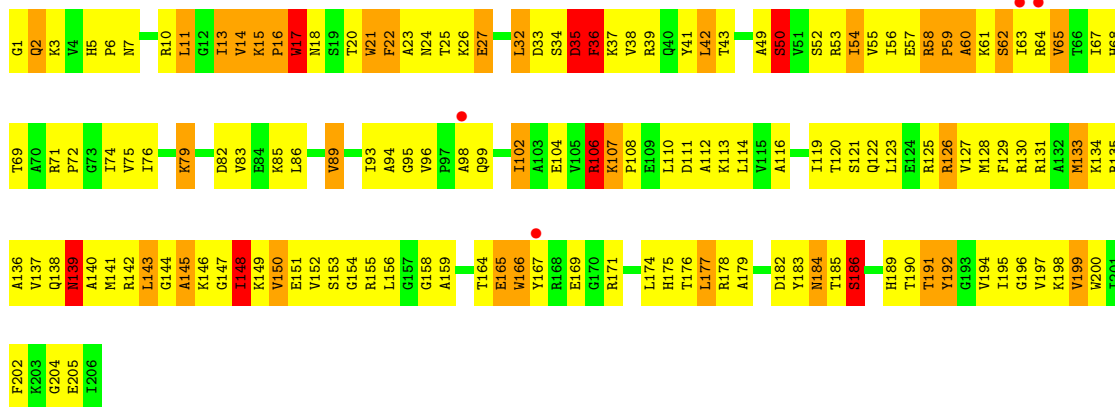 G1 Q2 K3 V4 H5 P6 N7 R10 L11 G12 I13 V14 K15 P16 W17 N18 S19 T20 W21 F22 A23 N24 T25 K26 E27 L32 D33 S34 D35 F36 K37 V38 R39 Q40 Y41 L42 T43 A49 S50 V51 S52 R53 I54 V55 I56 E57 R58 P59 A60 K61 S62 I63 R64 V65 T66 I67 H68
T69 A70 R71 P72 G73 I74 V75 I76 K79 D82 V83 E84 K85 L86 V89 I93 A94 G95 V96 P97 A98 Q99 I102 A103 E104 V105 R106 K107 P108 E109 L110 D111 A112 K113 L114 V115 A116 I119 T120 S121 Q122 L123 E124 R125 R126 V127 M128 F129 R130 R131 A132 M133 K134 R135
A136 V137 Q138 N139 A140 M141 R142 L143 G144 A145 K146 G147 I148 K149 V150 E151 V152 S153 G154 R155 L156 G157 G158 A159 T164 E165 W166 Y167 R168 E169 G170 R171 L174 H175 T176 L177 R178 A179 D182 Y183 N184 T185 S186 H189 T190 T191 Y192 G193 V194 I195 G196 V197 K198 V199 W200 I201
F202 K203 G204 E205 I206